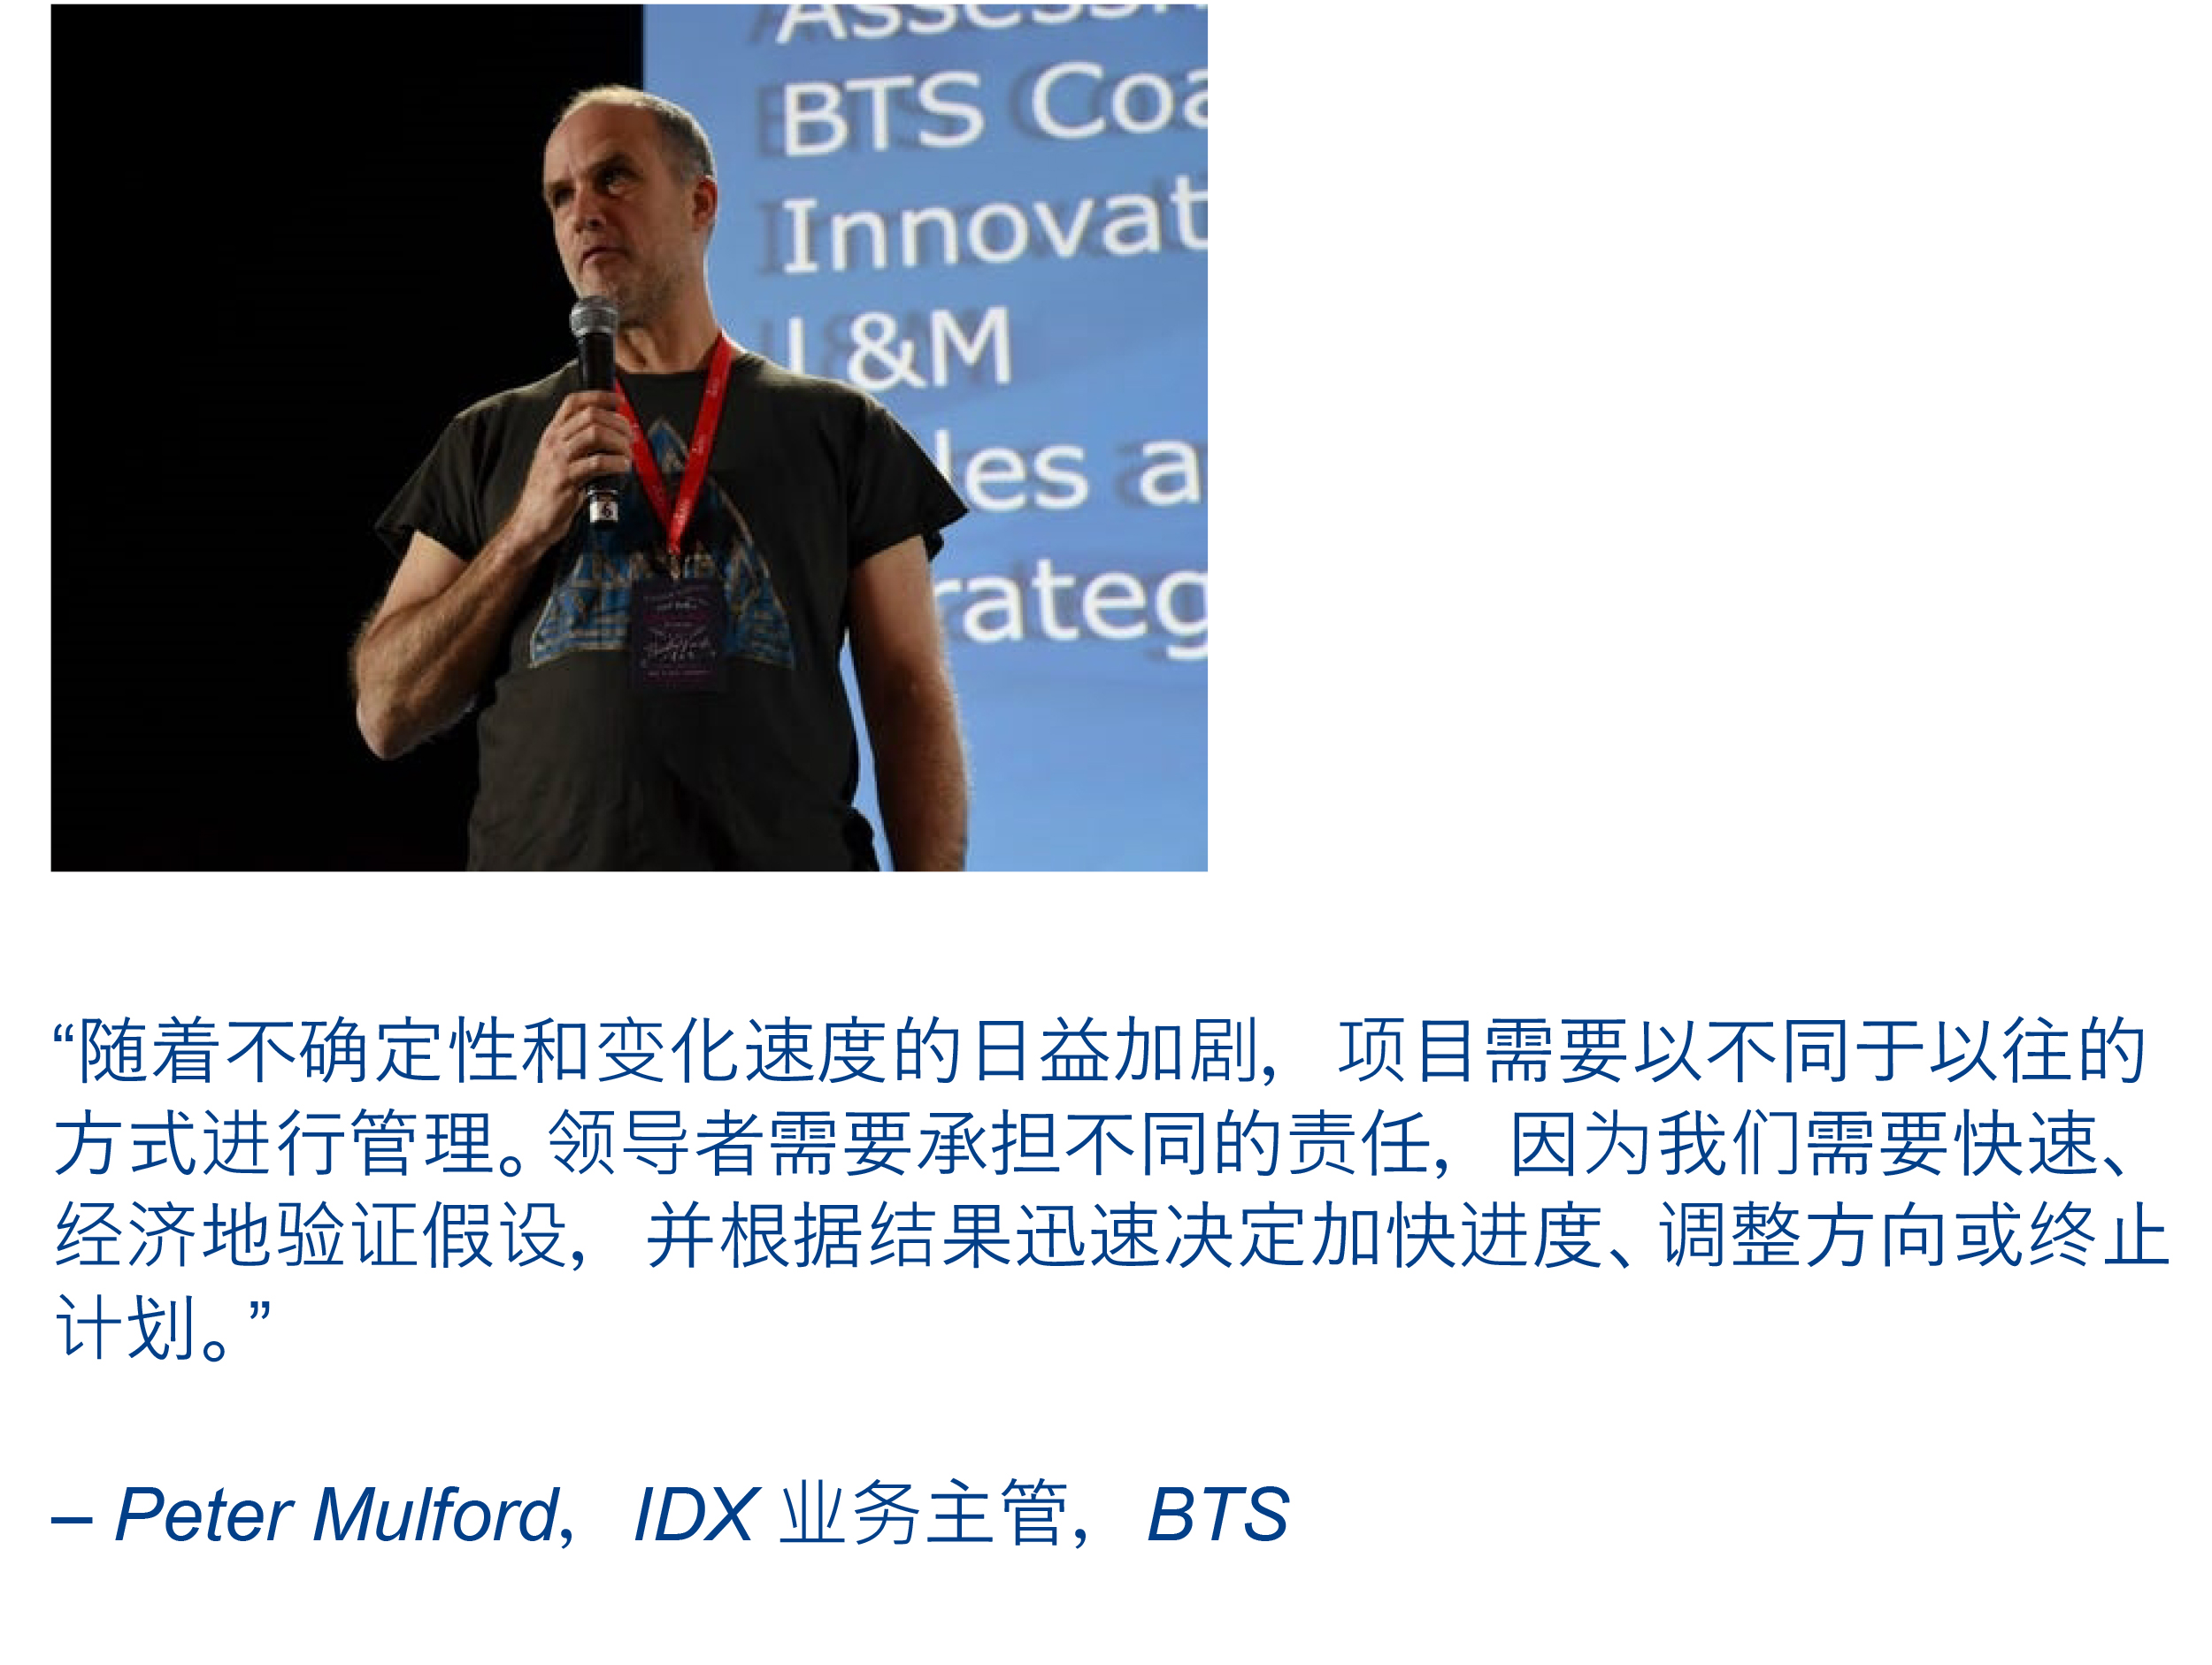 BTS Coa
Innovat
L&M
les a
rateg
6
“随着不确定性和变化速度的日益加剧，项目需要以不同于以往的
方式进行管理。领导者需要承担不同的责任，因为我们需要快速、
经济地验证假设，并根据结果迅速决定加快进度、调整方向或终止
计划。”
– Peter Mulford，IDX 业务主管，BTS